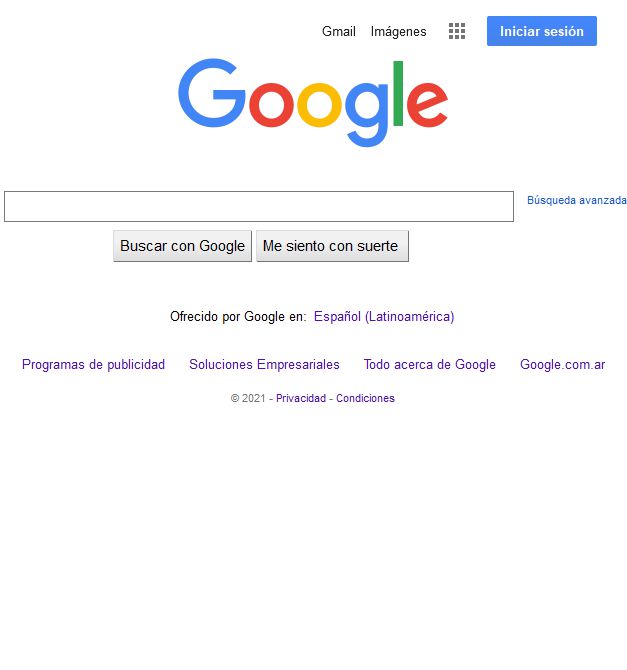 Gmail Imágenes Iniciar sesión
Google
Búsqueda avanzada
Buscar con Google Me siento con suerte
Ofrecido por Google en: Español (Latinoamérica)
Programas de publicidad Soluciones Empresariales Todo acerca de Google Google.com.ar
© 2021 - Privacidad - Condiciones